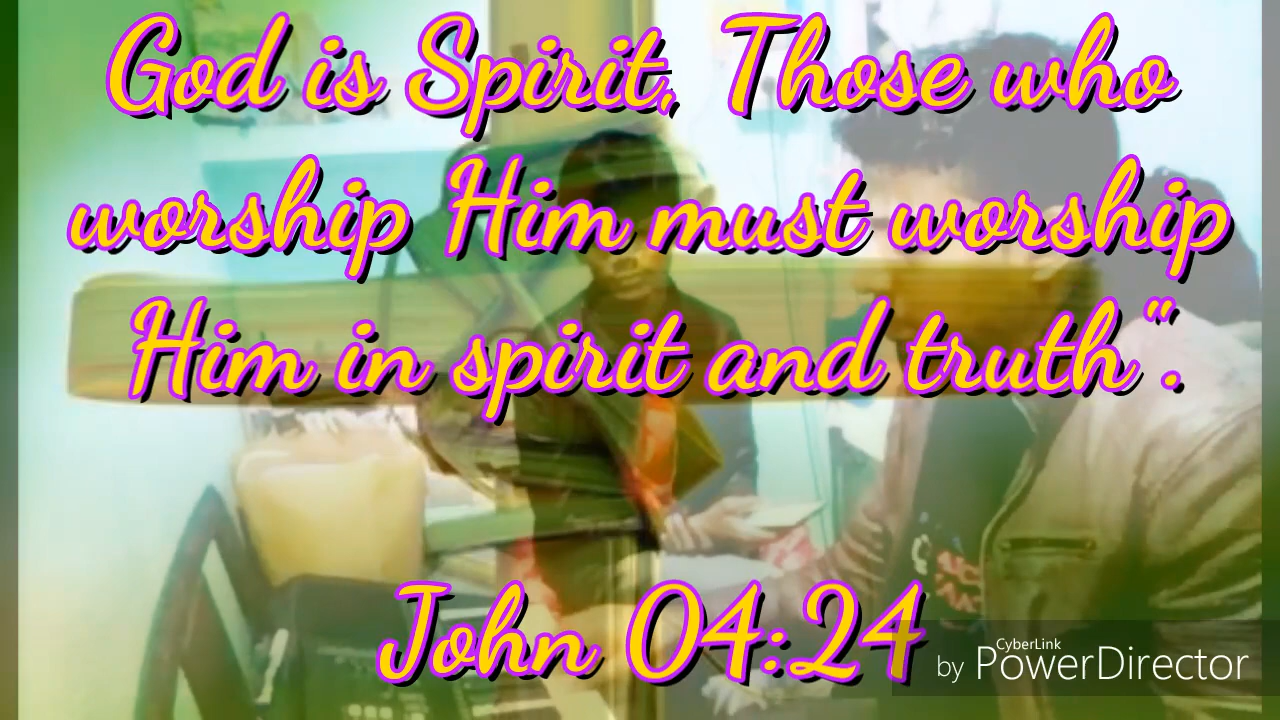 God is Spirit, Those who
worship Him must worship
Him in spirit and truth".
John 04:24
CyberLink
by PowerDirector